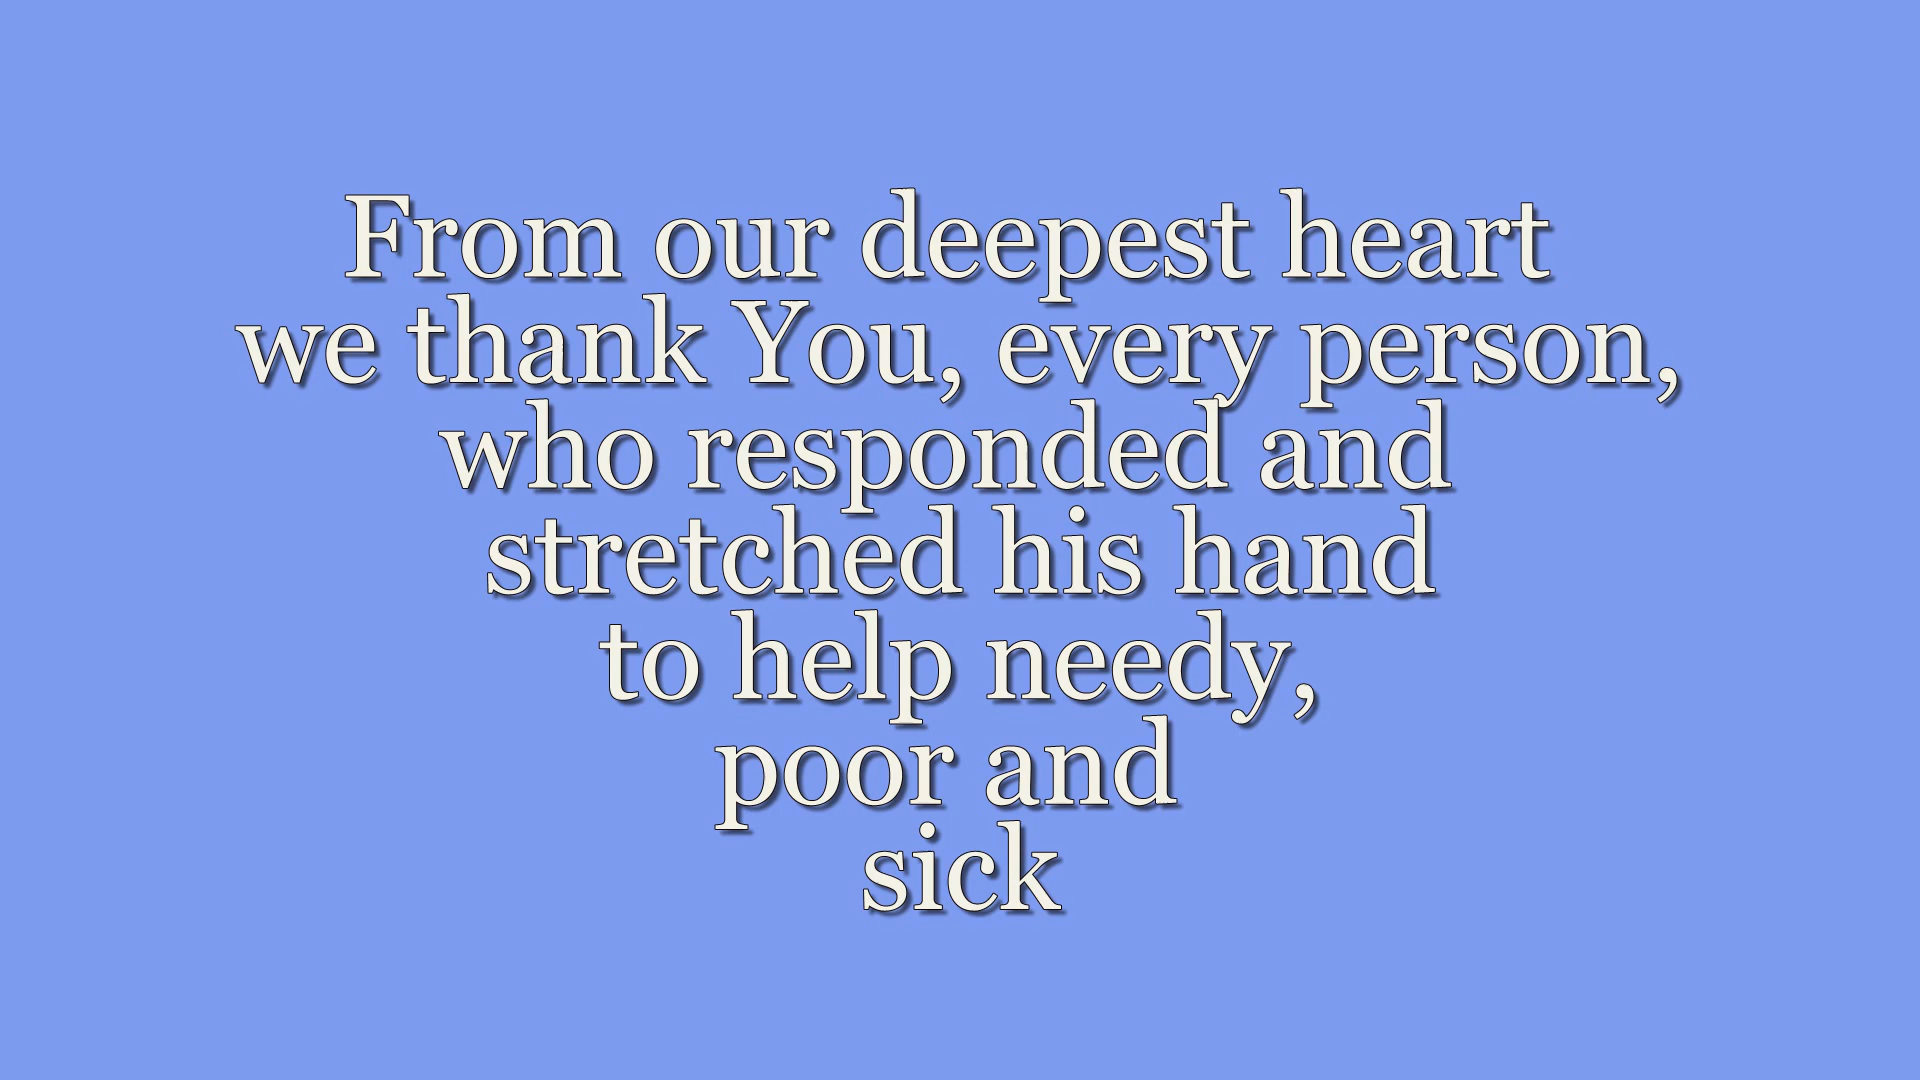 From our deepest heart
we thank You, every person,
who responded and
stretched his hand
to help needy,
poor and
sick